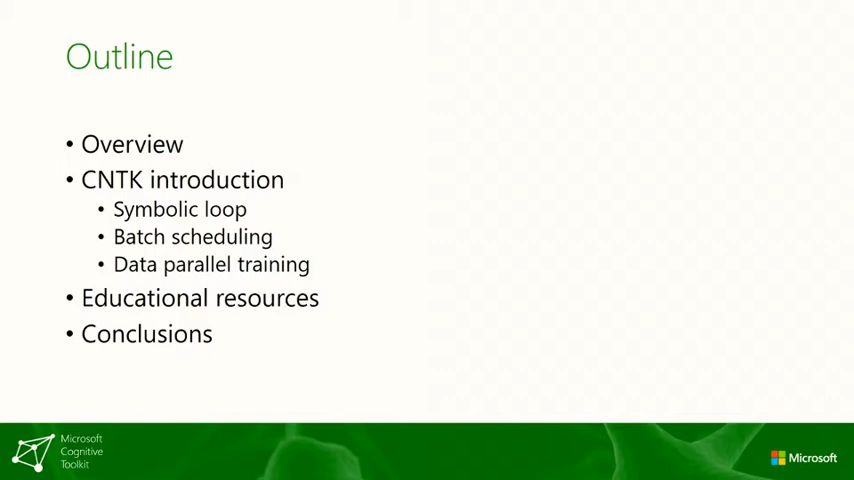 Outline
• Overview
• CNTK introduction
• Symbolic loop
• Batch scheduling
• Data parallel training
• Educational resources
• Conclusions
Microsoft
Cognitive
Toolkit
Microsoft